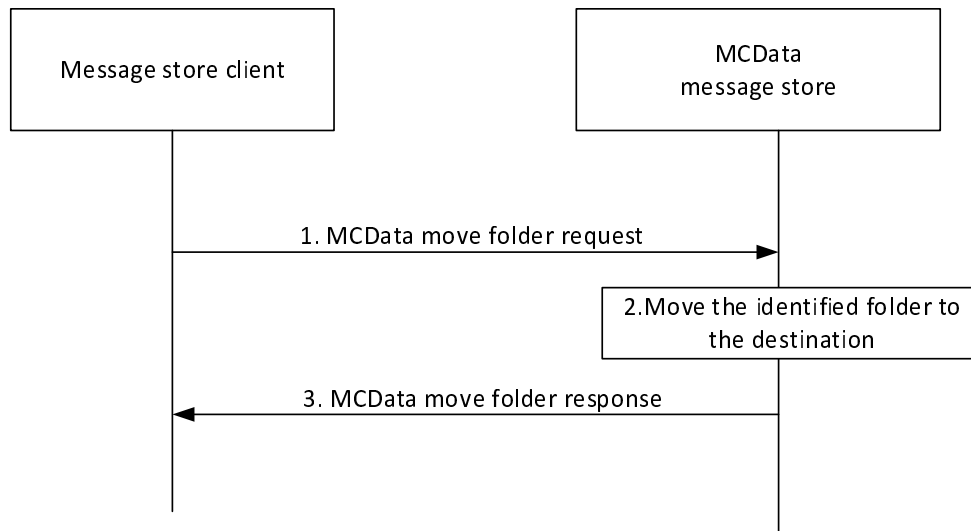 Message store client
MCData
message store
1. MCData move folder request
2.Move the identified folder to
the destination
3. MCData move folder response